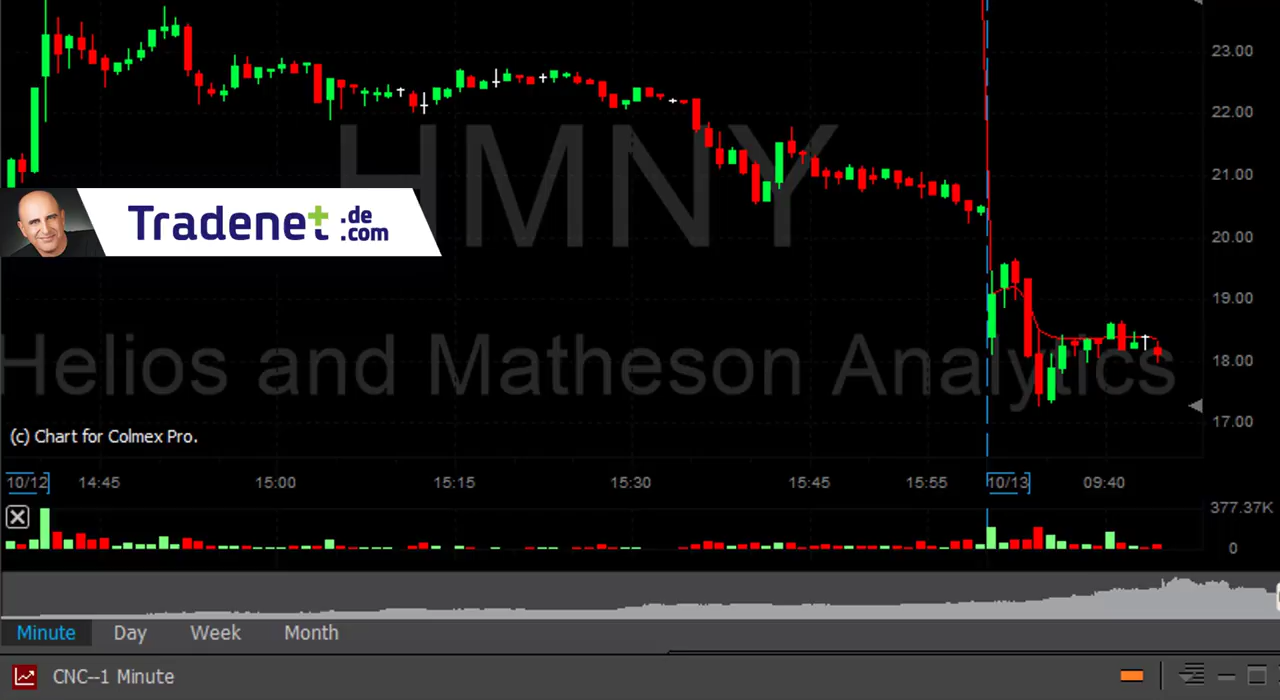 23.00
22.00
HMNY
21.00
Tradenet .de
.com
20.00
19.00
Helios and Matheson Analytics
18.00
17.00
(c) Chart for Colmex Pro.
10/12 14:45 15:00 15:15 15:30 15:45 15:55 10/13 09:40
377.37K
0
Minute Day Week Month
CNC--1 Minute